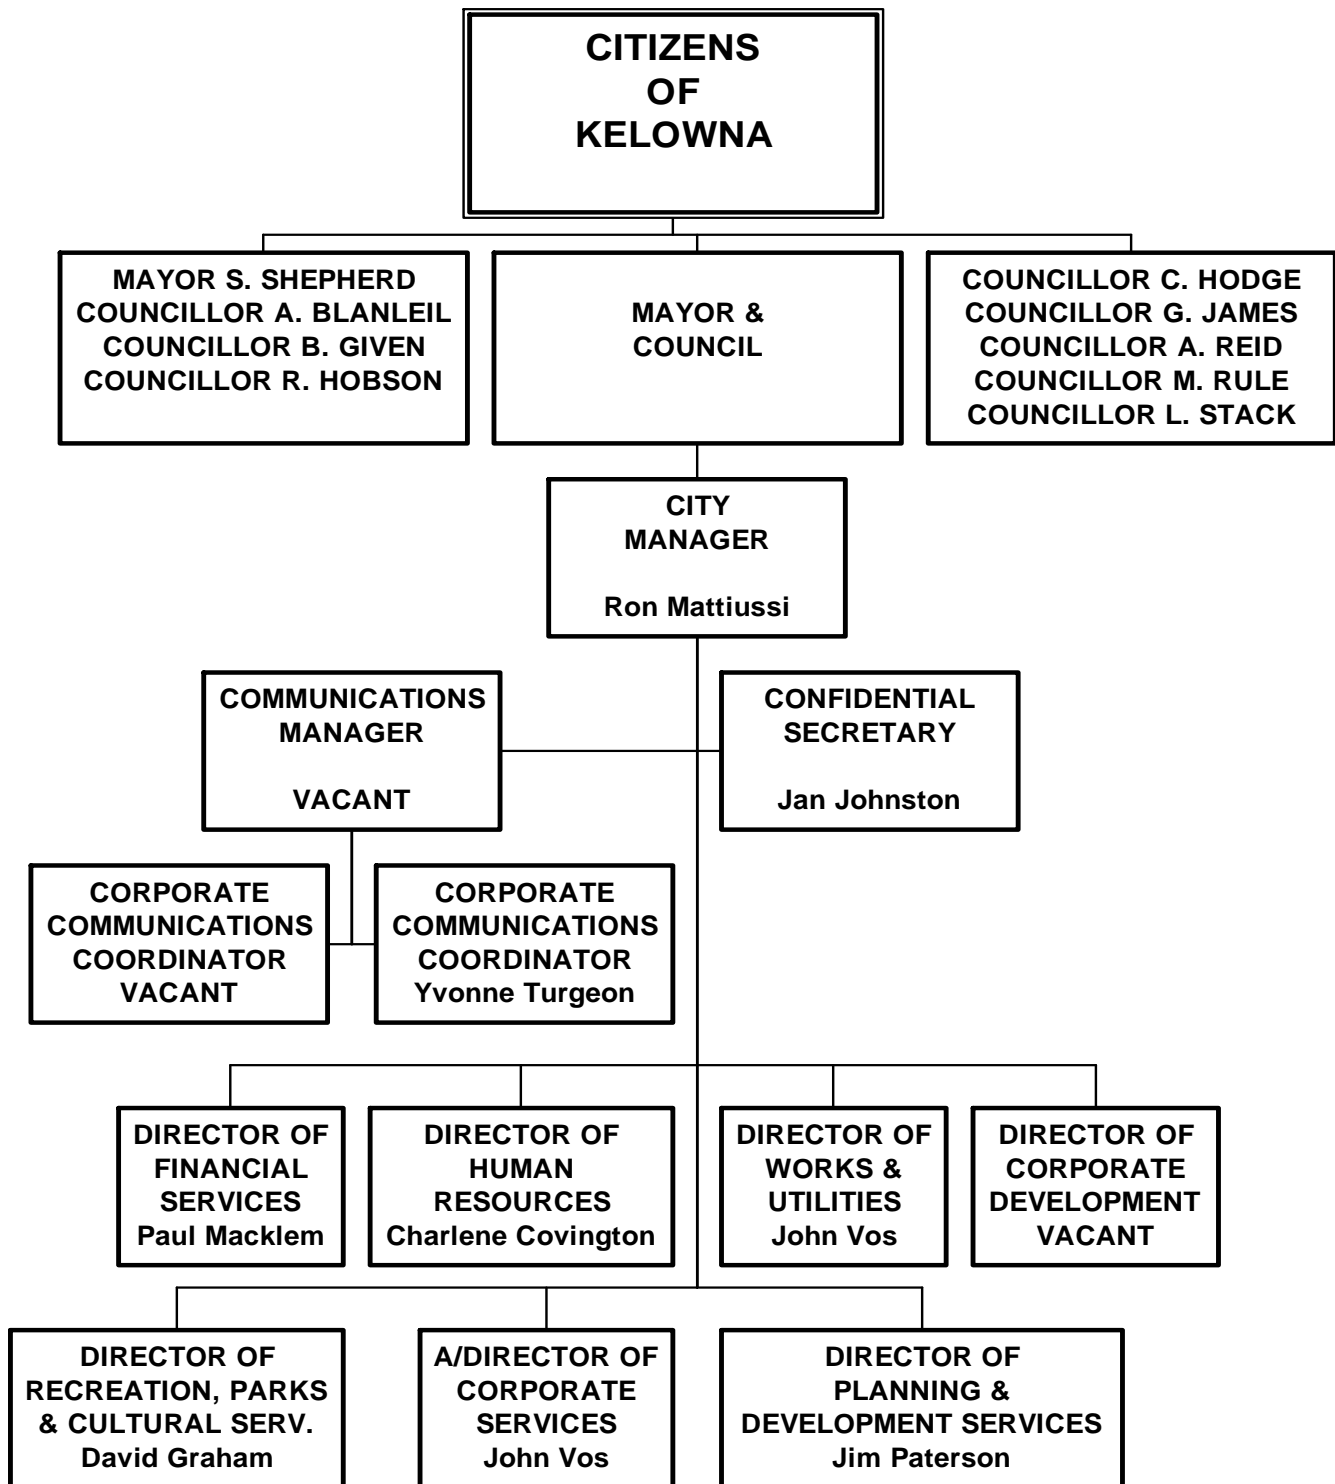 CITIZENS
OF
KELOWNA
MAYOR S. SHEPHERD
COUNCILLOR A. BLANLEIL
COUNCILLOR B. GIVEN
COUNCILLOR R. HOBSON
MAYOR &
COUNCIL
COUNCILLOR C. HODGE
COUNCILLOR G. JAMES
COUNCILLOR A. REID
COUNCILLOR M. RULE
COUNCILLOR L. STACK
CITY
MANAGER
Ron Mattiussi
COMMUNICATIONS
MANAGER
VACANT
CONFIDENTIAL
SECRETARY
Jan Johnston
CORPORATE
COMMUNICATIONS
COORDINATOR
VACANT
CORPORATE
COMMUNICATIONS
COORDINATOR
Yvonne Turgeon
DIRECTOR OF
FINANCIAL
SERVICES
Paul Macklem
DIRECTOR OF
HUMAN
RESOURCES
Charlene Covington
DIRECTOR OF
WORKS &
UTILITIES
John Vos
DIRECTOR OF
CORPORATE
DEVELOPMENT
VACANT
DIRECTOR OF
RECREATION, PARKS
& CULTURAL SERV.
David Graham
A/DIRECTOR OF
CORPORATE
SERVICES
John Vos
DIRECTOR OF
PLANNING &
DEVELOPMENT SERVICES
Jim Paterson